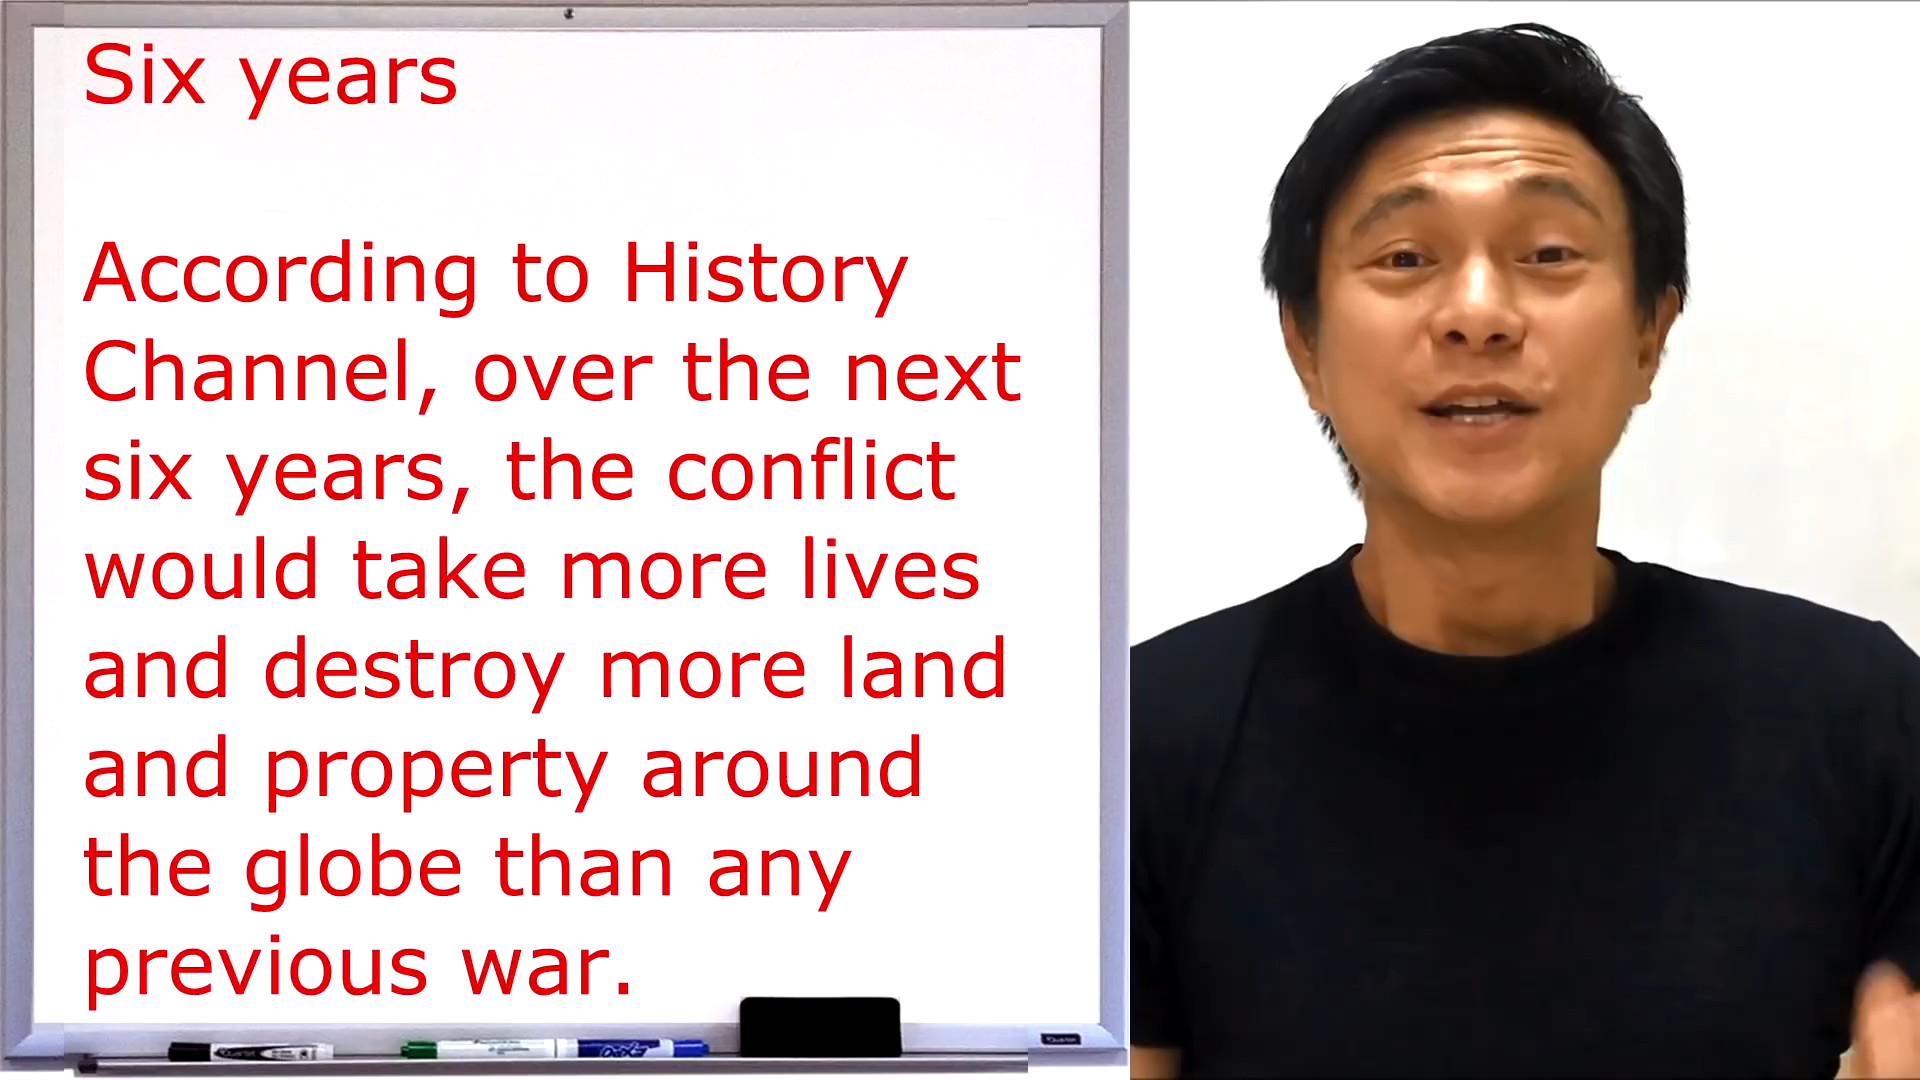 Six years
According to History
Channel, over the next
six years, the conflict
would take more lives
and destroy more land
and property around
the globe than any
previous war.
Quartet